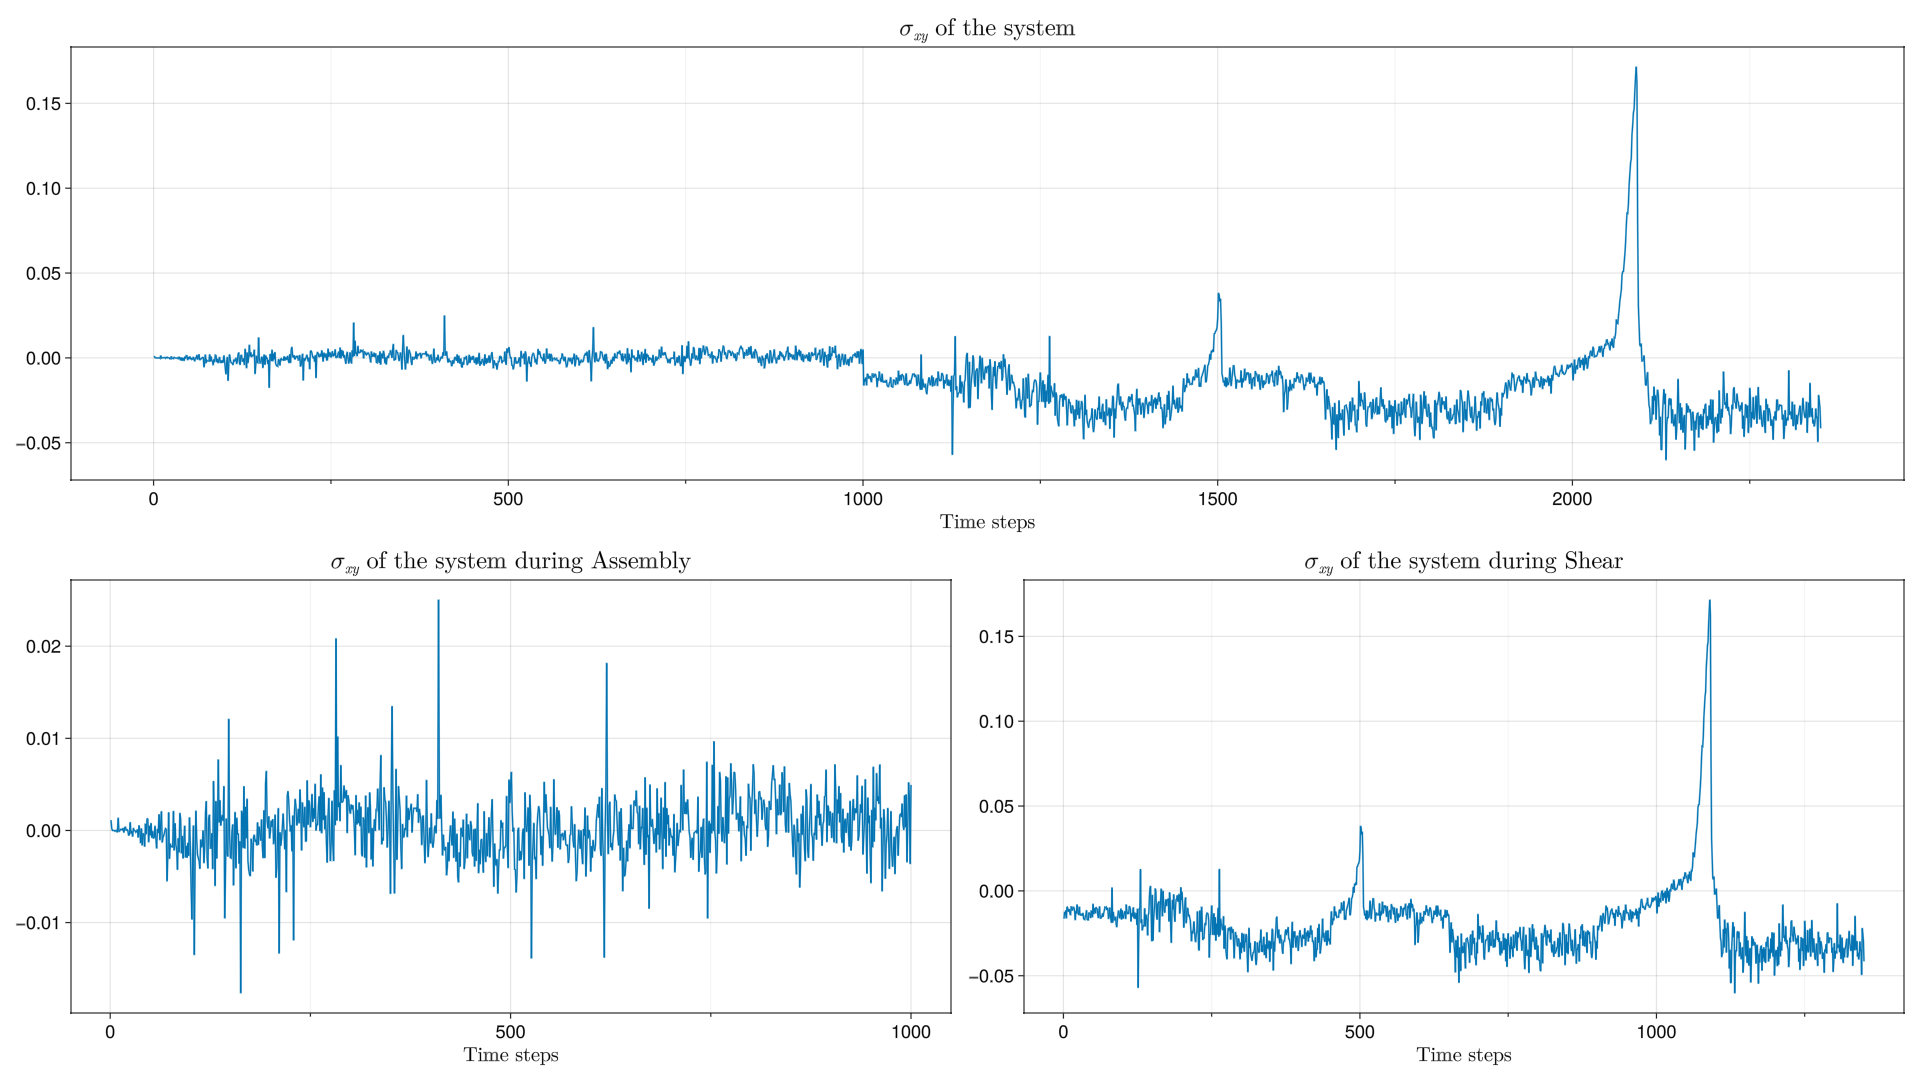 σxy of the system
0.15
0.10
0.05
0.00
−0.05
0 500 1000 1500 2000
Time steps
σxy of the system during Assembly
0.02
0.01
0.00
−0.01
0 500 1000
Time steps
σxy of the system during Shear
0.15
0.10
0.05
0.00
−0.05
0 500 1000
Time steps